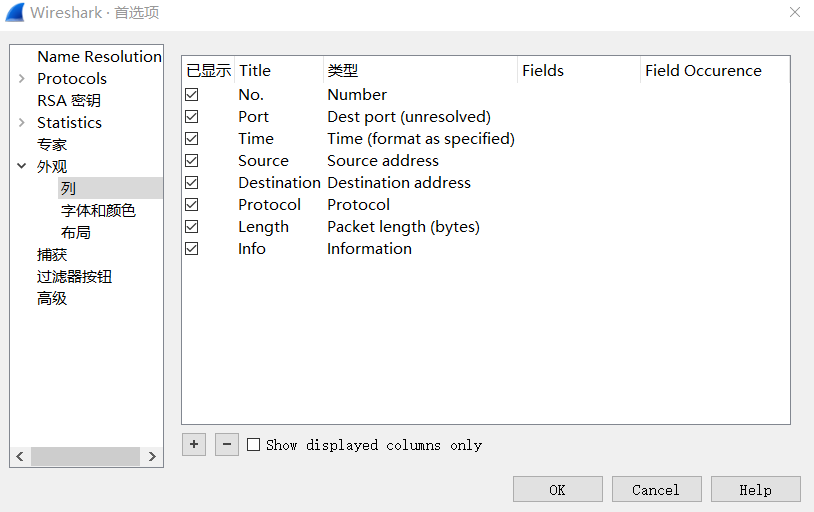 Wireshark · 首选项
Name Resolution
Protocols
RSA 密钥
Statistics
专家
外观
列
字体和颜色
布局
捕获
过滤器按钮
高级
已显示 Title 类型 Fields Field Occurence
No. Number
Port Dest port (unresolved)
Time Time (format as specified)
Source Source address
Destination Destination address
Protocol Protocol
Length Packet length (bytes)
Info Information
Show displayed columns only
OK Cancel Help